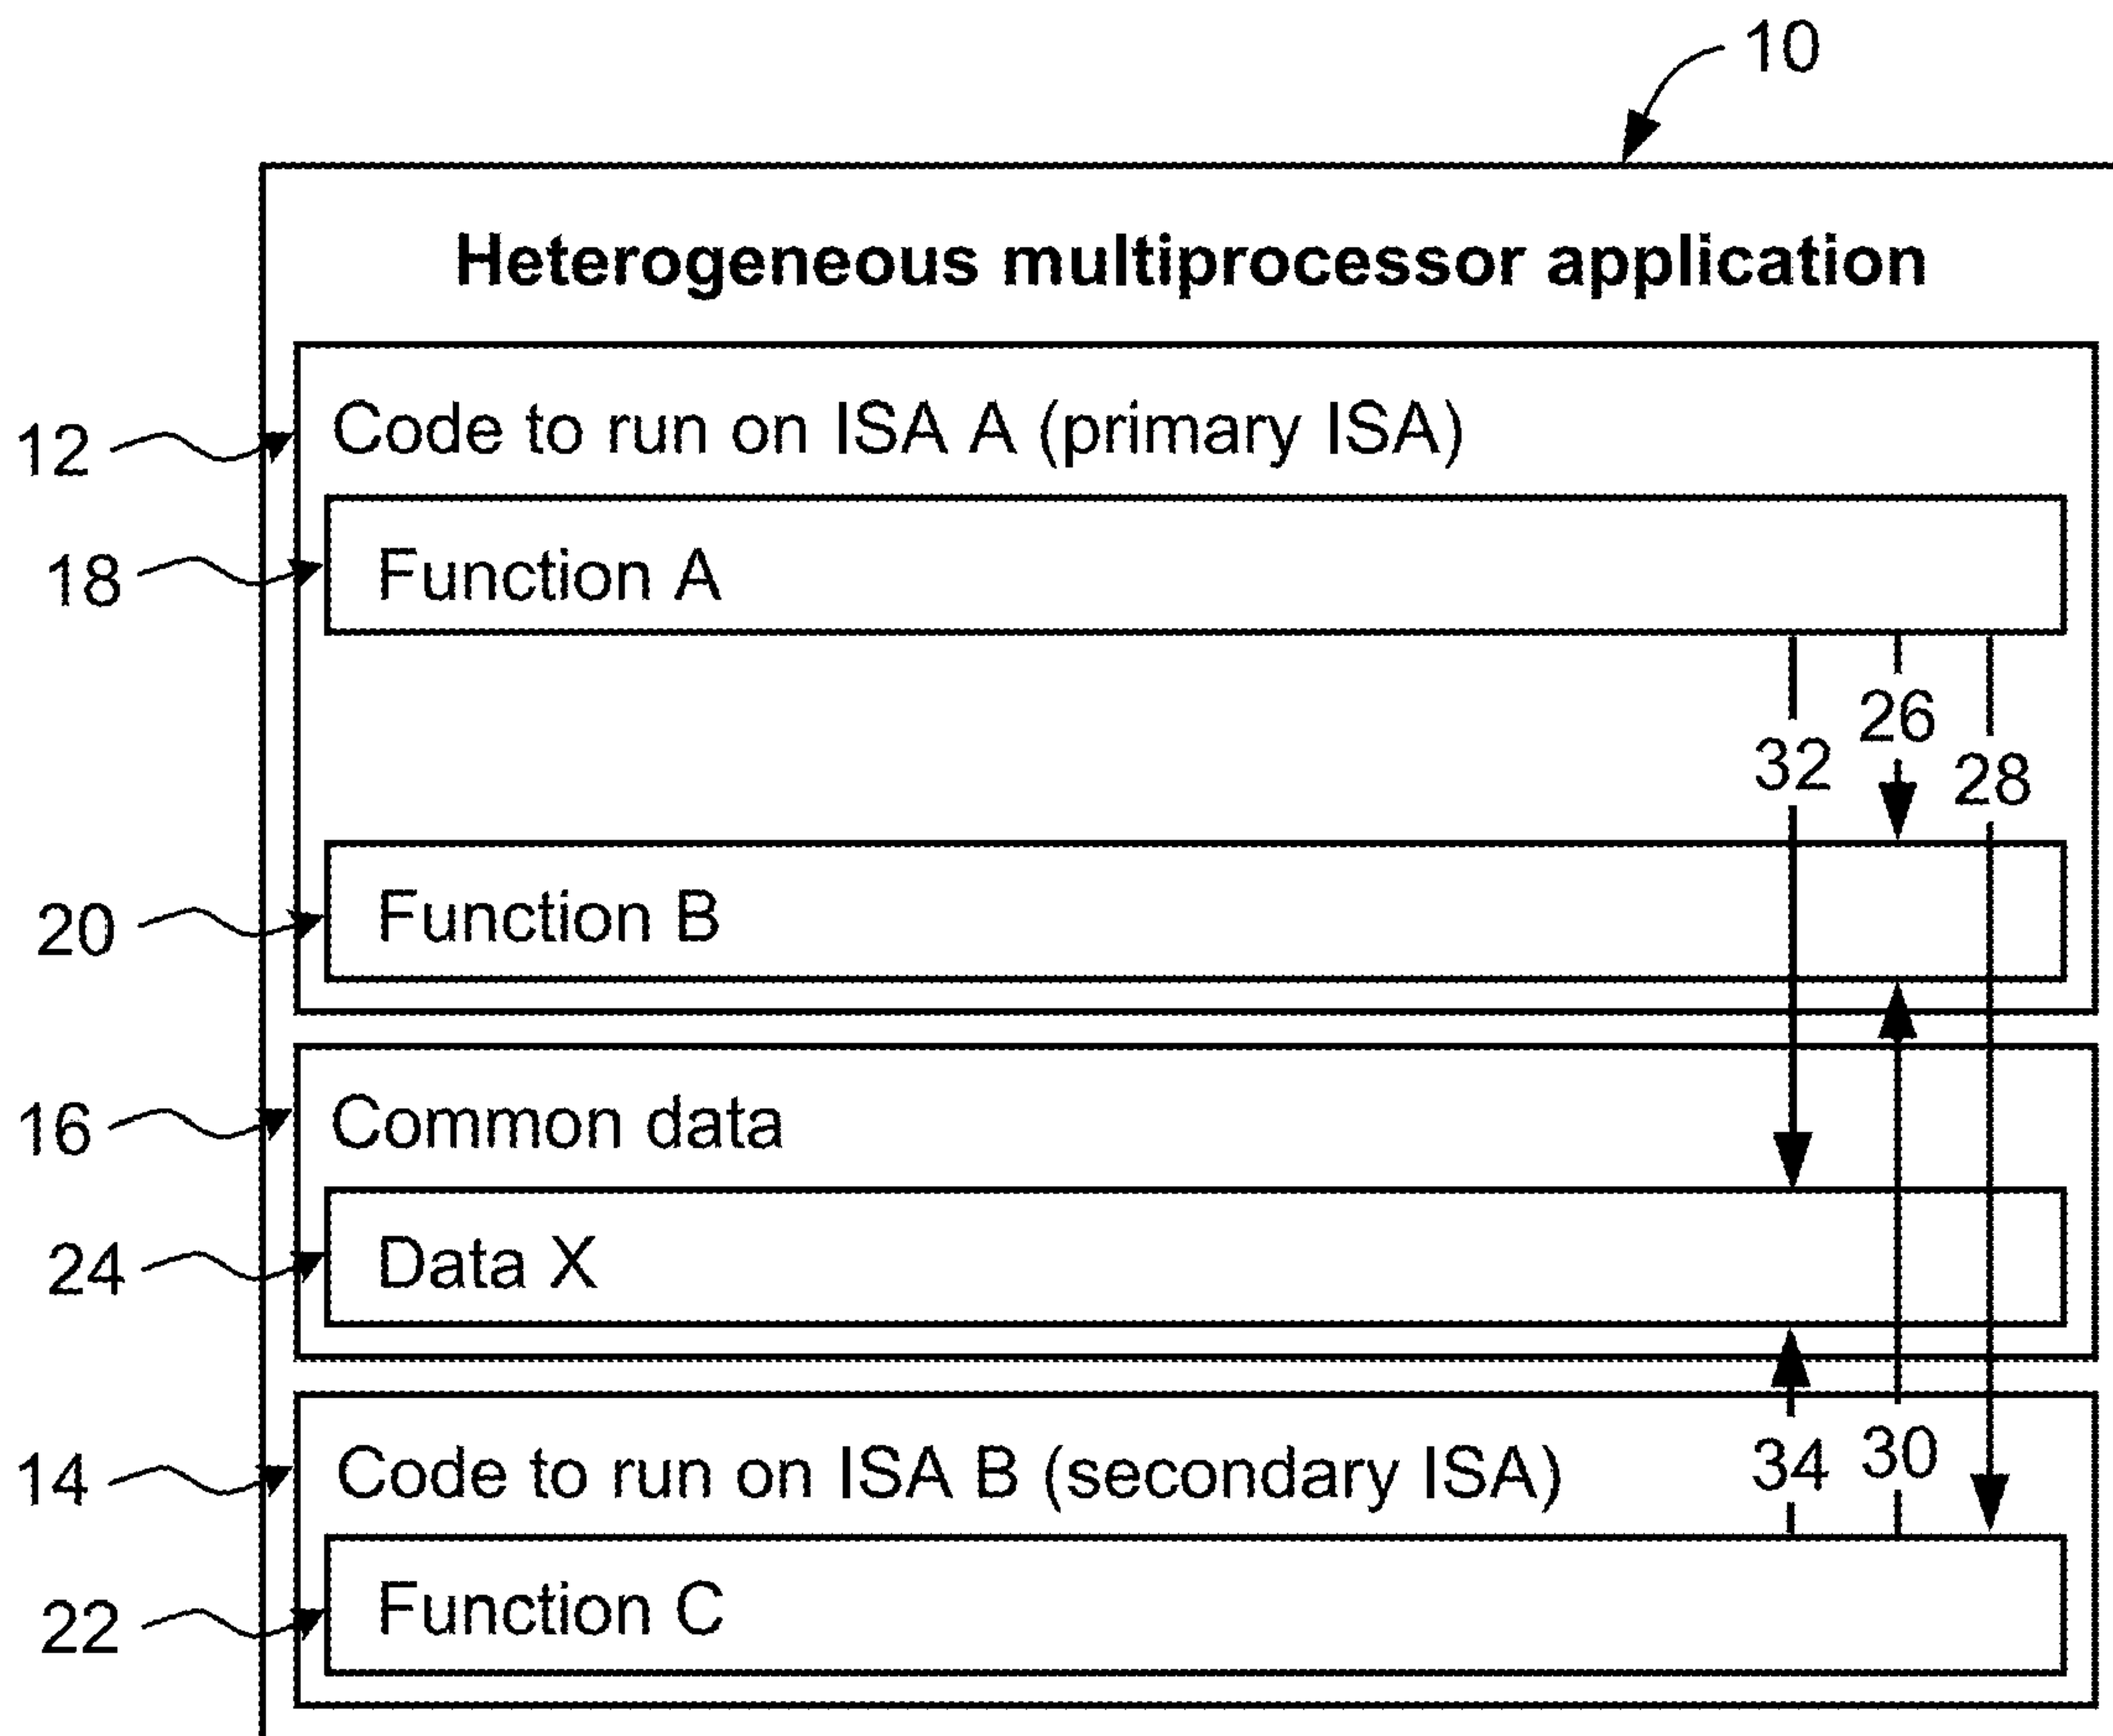 10
Heterogeneous multiprocessor application
12
Code to run on ISA A (primary ISA)
18
Function A
26
32
28
20
Function B
16
Common data
24
Data X
14
Code to run on ISA B (secondary ISA)
34
30
22
Function C